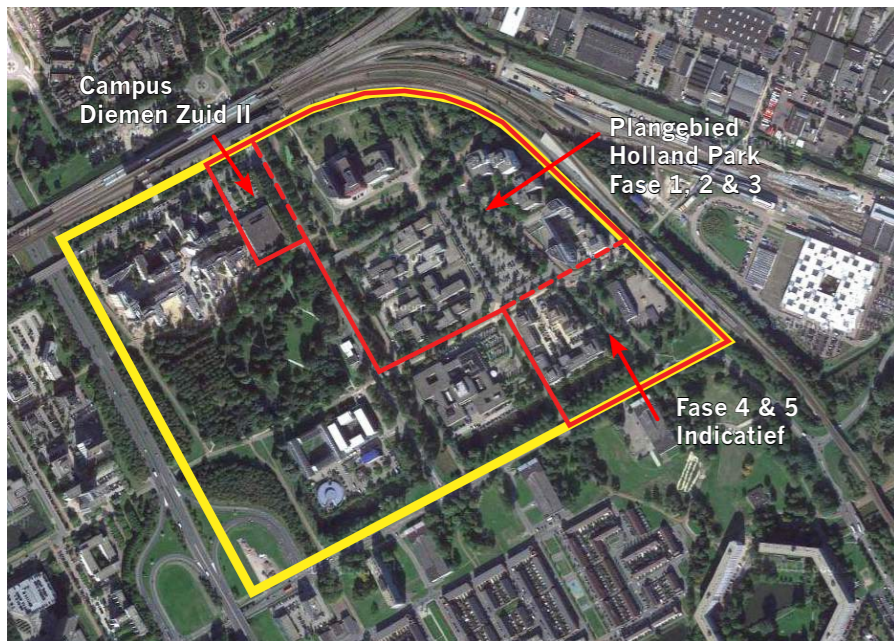 Campus
Diemen Zuid II
Plangebied
Holland Park
Fase 1, 2 & 3
Fase 4 & 5
Indicatief